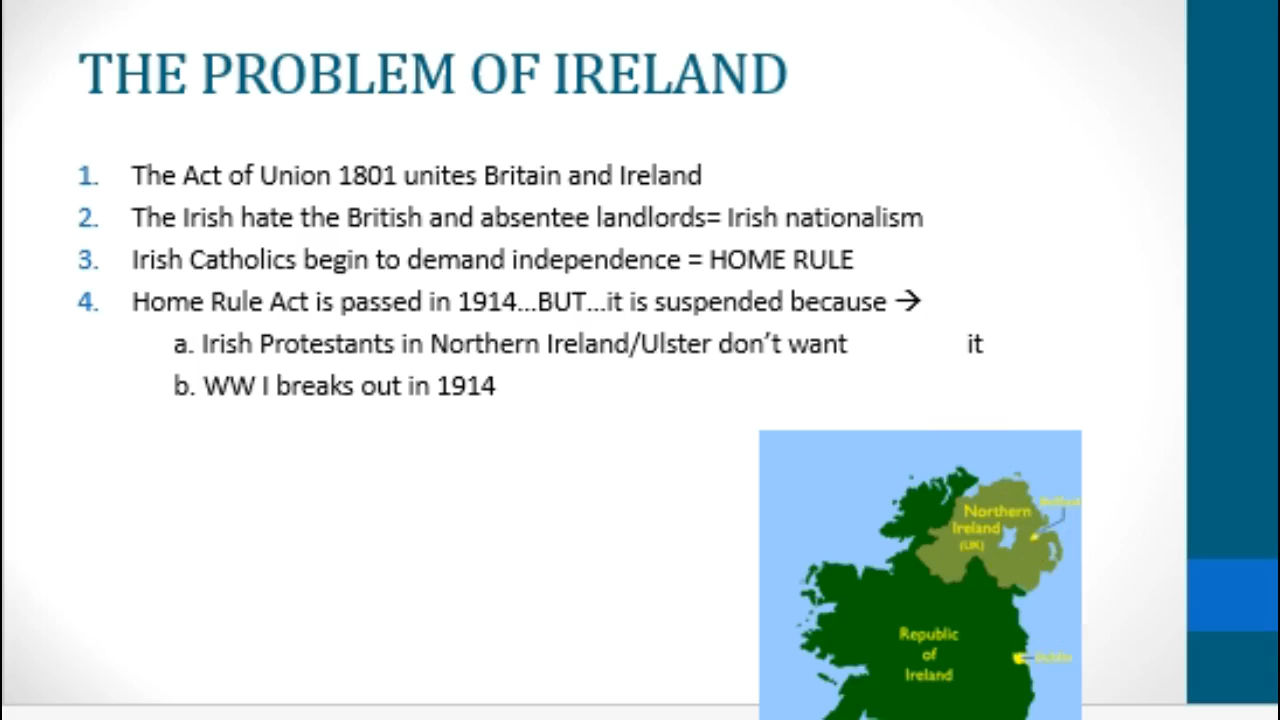 THE PROBLEM OF IRELAND
1. The Act of Union 1801 unites Britain and Ireland
2. The Irish hate the British and absentee landlords= Irish nationalism
3. Irish Catholics begin to demand independence = HOME RULE
4. Home Rule Act is passed in 1914...BUT...it is suspended because →
a. Irish Protestants in Northern Ireland/Ulster don't want it
b. WW I breaks out in 1914
Belfast
Northern
Ireland
(UK)
Republic
of
Ireland
Dublin